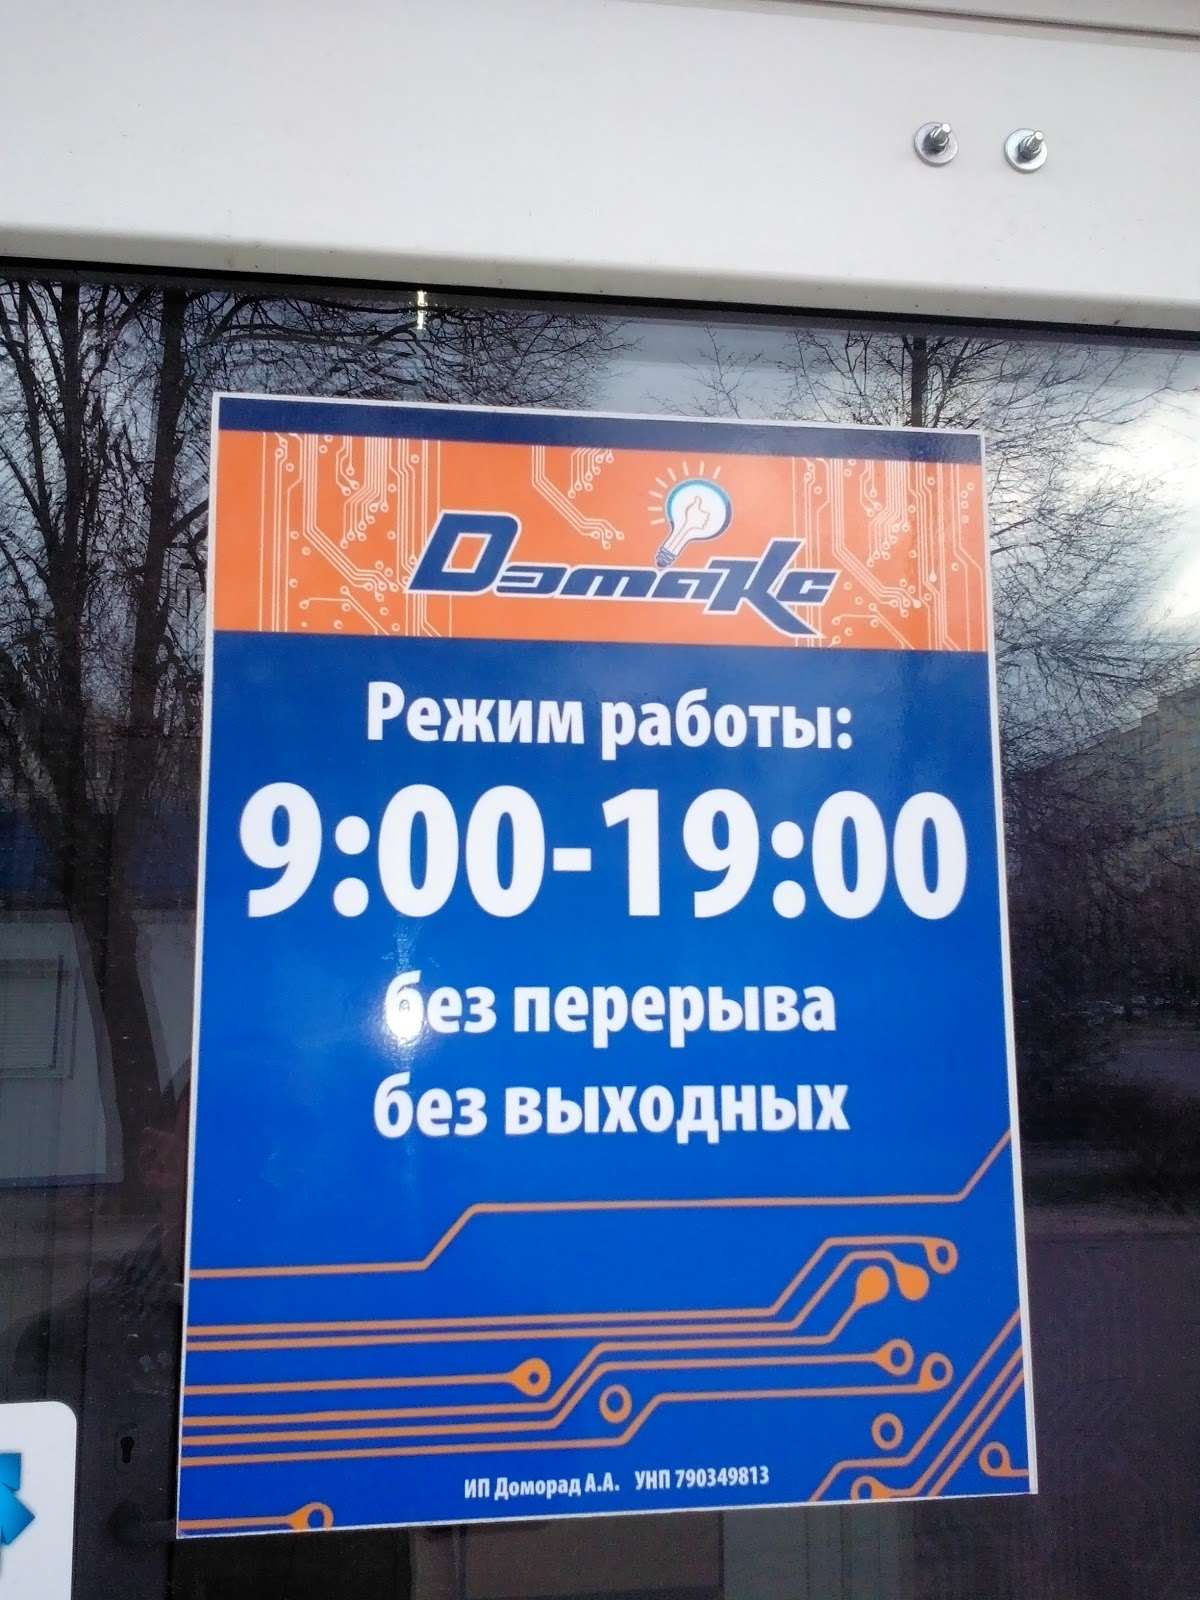 Дэтакс
Режим работы:
9:00-19:00
без перерыва
без выходных
ИП Доморад А.А. УНП 790349813